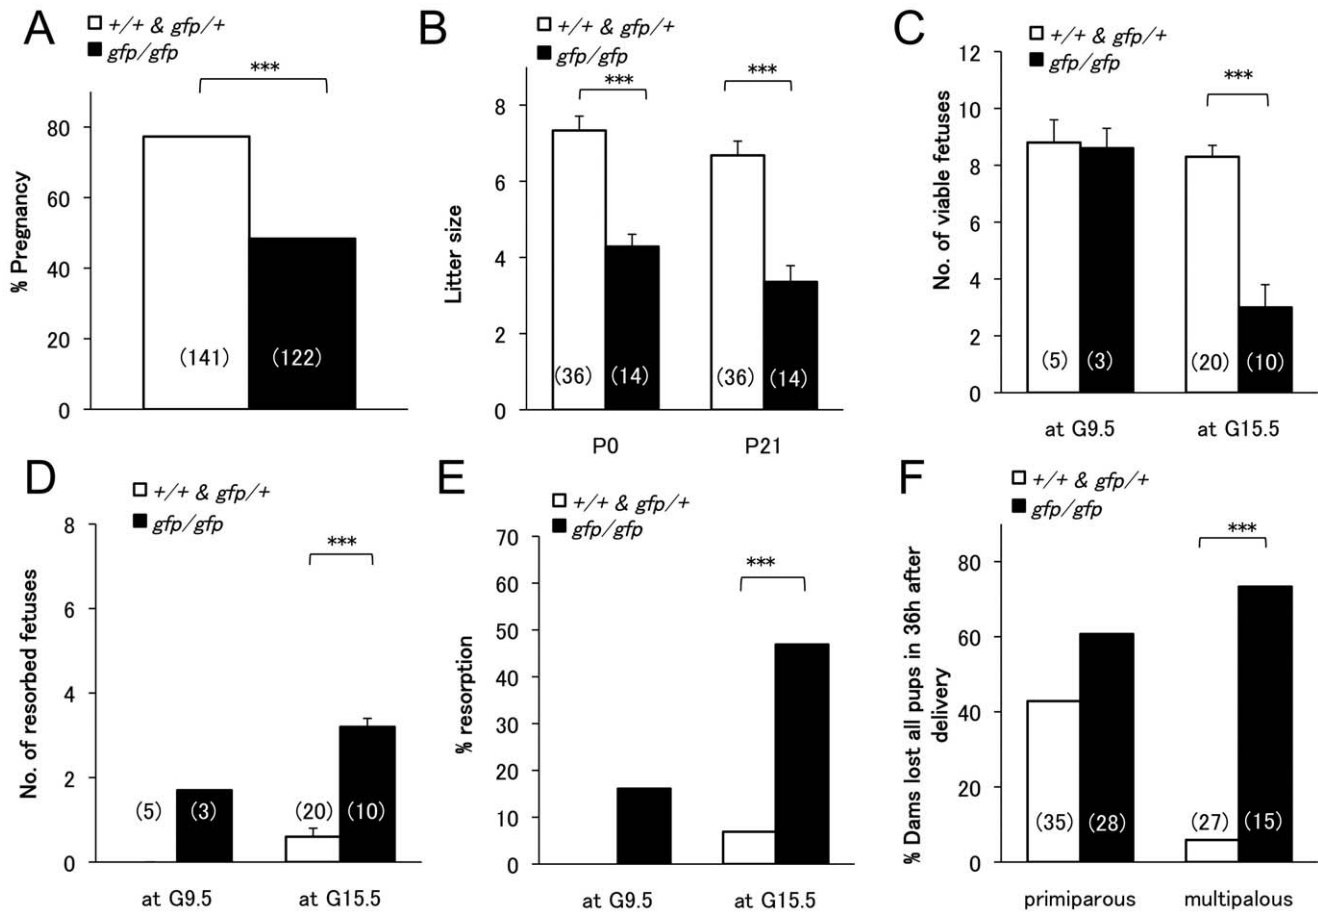 A
+/+ & gfp/+
gfp/gfp
***
% Pregnancy
80
60
40
20
0
(141)
(122)
B
+/+ & gfp/+
gfp/gfp
***
***
Litter size
8
6
4
2
0
(36)
(14)
(36)
(14)
P0
P21
C
+/+ & gfp/+
gfp/gfp
***
No. of viable fetuses
12
10
8
6
4
2
0
(5)
(3)
(20)
(10)
at G9.5
at G15.5
D
+/+ & gfp/+
gfp/gfp
***
No. of resorbed fetuses
8
6
4
2
0
(5)
(3)
(20)
(10)
at G9.5
at G15.5
E
+/+ & gfp/+
gfp/gfp
***
% resorption
70
60
50
40
30
20
10
0
at G9.5
at G15.5
F
+/+ & gfp/+
gfp/gfp
***
% Dams lost all pups in 36h after
delivery
80
60
40
20
0
(35)
(28)
(27)
(15)
primiparous
multipalous